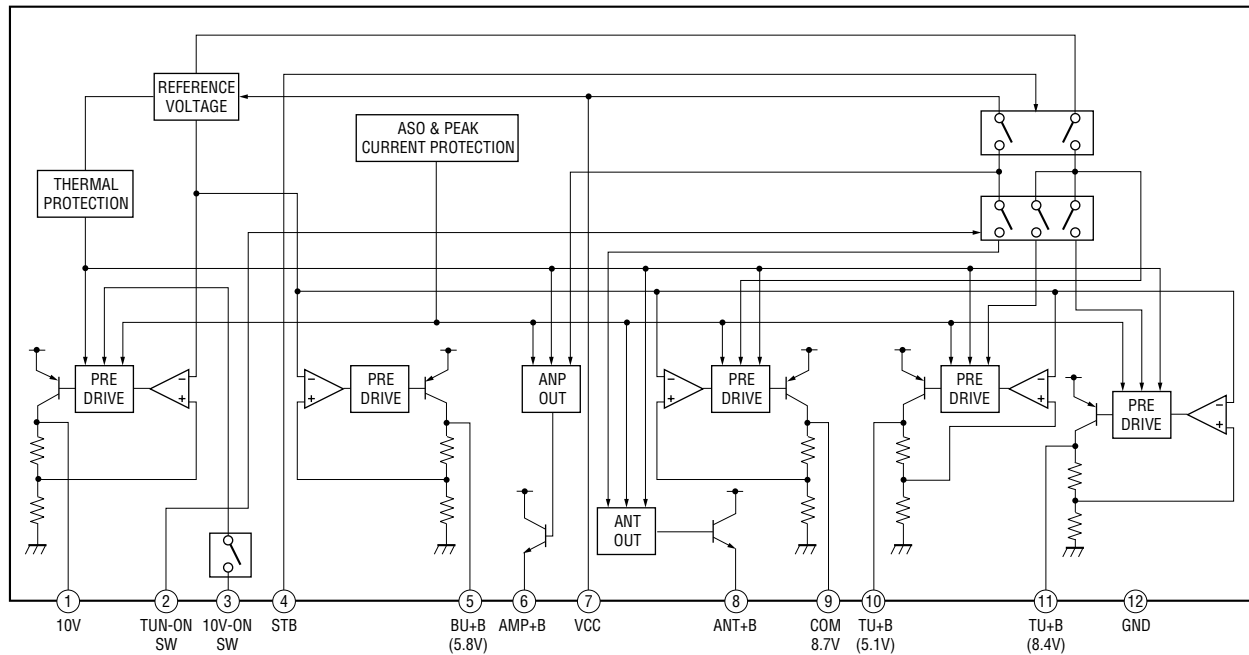 REFERENCE
VOLTAGE
ASO & PEAK
CURRENT PROTECTION
THERMAL
PROTECTION
PRE
DRIVE
−
+
−
+
PRE
DRIVE
ANP
OUT
−
+
PRE
DRIVE
PRE
DRIVE
−
+
PRE
DRIVE
−
+
ANT
OUT
1
2
3
4
5
6
7
8
9
10
11
12
10V
TUN-ON
SW
10V-ON
SW
STB
BU+B
(5.8V)
AMP+B
VCC
ANT+B
COM
8.7V
TU+B
(5.1V)
TU+B
(8.4V)
GND